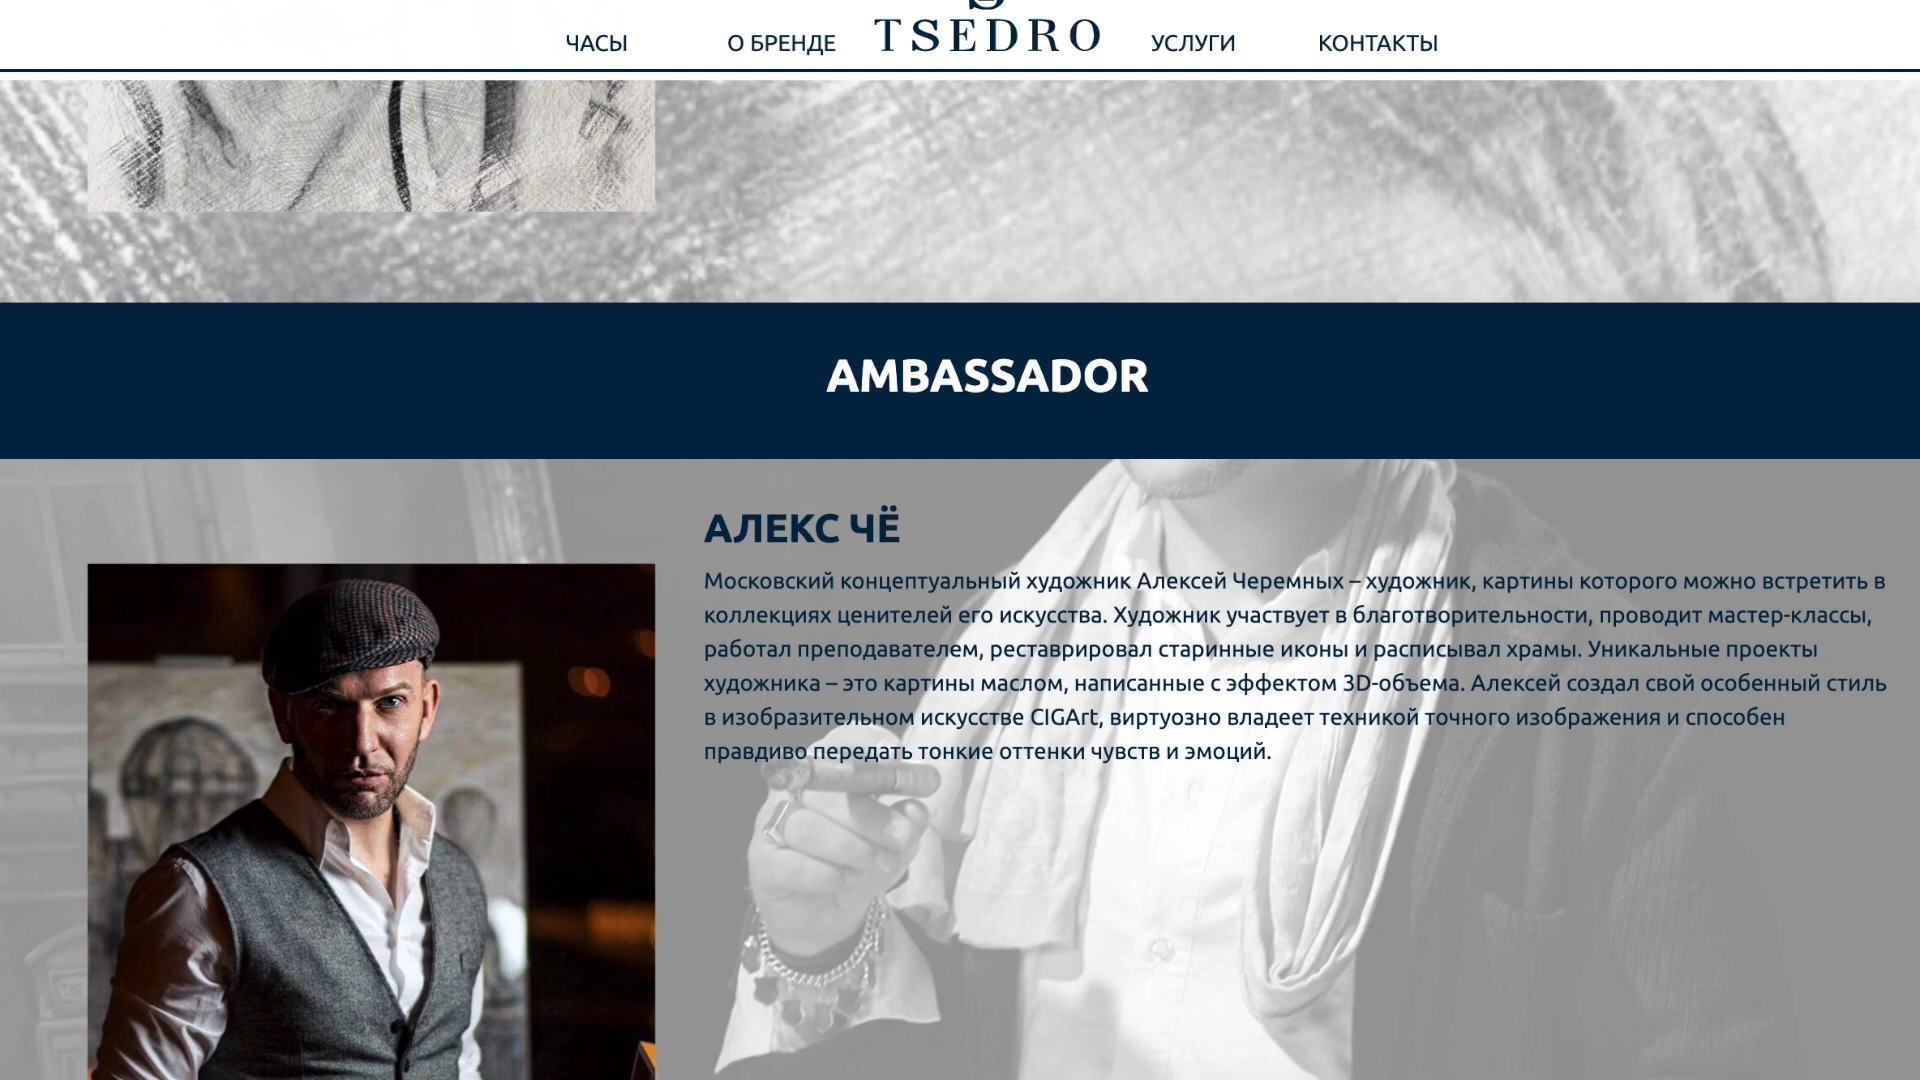 ЧАСЫ О БРЕНДЕ TSEDRO УСЛУГИ КОНТАКТЫ
AMBASSADOR
АЛЕКС ЧЁ
Московский концептуальный художник Алексей Черемных – художник, картины которого можно встретить в
коллекциях ценителей его искусства. Художник участвует в благотворительности, проводит мастер-классы,
работал преподавателем, реставрировал старинные иконы и расписывал храмы. Уникальные проекты
художника – это картины маслом, написанные с эффектом 3D-объема. Алексей создал свой особенный стиль
в изобразительном искусстве CIGArt, виртуозно владеет техникой точного изображения и способен
правдиво передать тонкие оттенки чувств и эмоций.